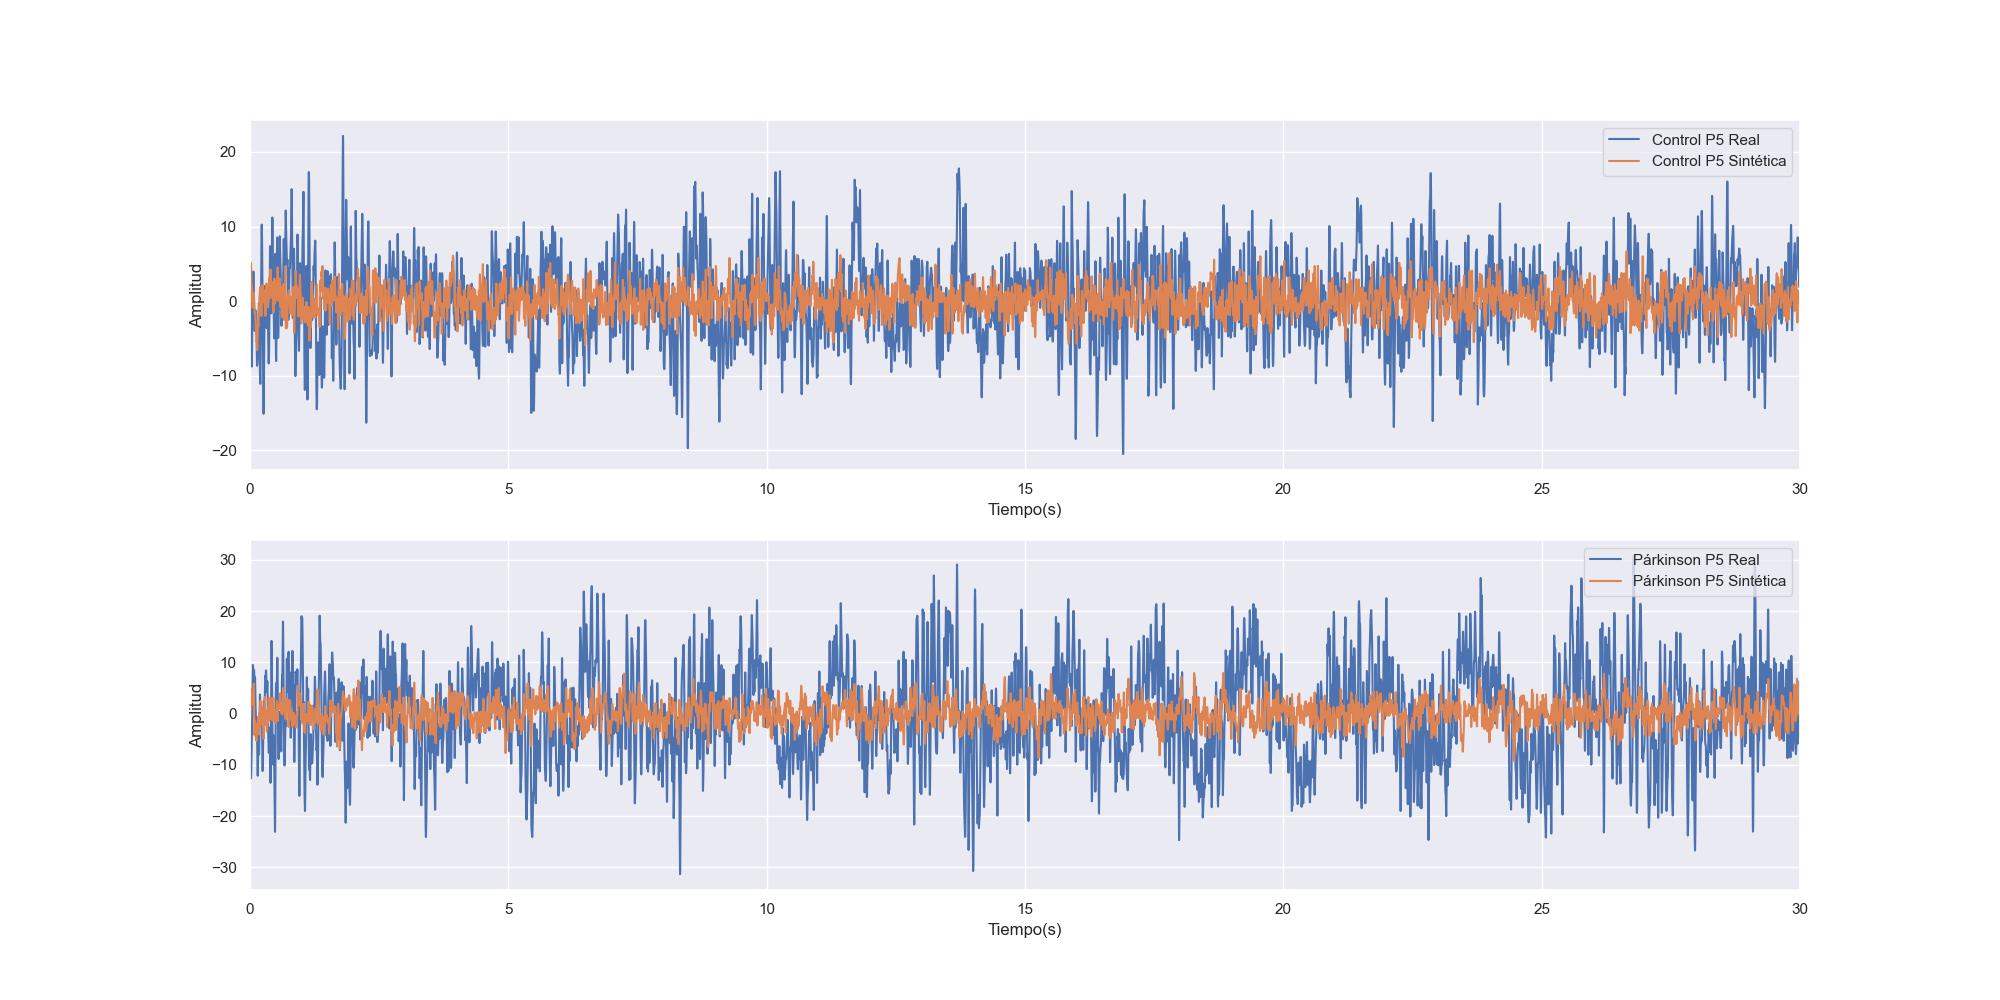 Control P5 Real
Control P5 Sintética
20
10
0
−10
−20
Amplitud
0 5 10 15 20 25 30
Tiempo(s)
Párkinson P5 Real
Párkinson P5 Sintética
30
20
10
0
−10
−20
−30
Amplitud
0 5 10 15 20 25 30
Tiempo(s)